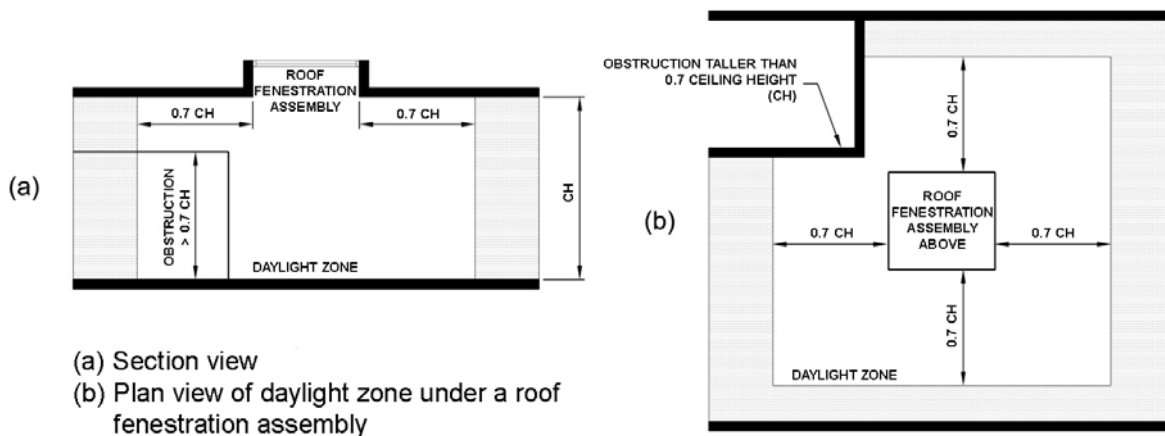 (a)
ROOF
FENESTRATION
ASSEMBLY
0.7 CH
0.7 CH
OBSTRUCTION
> 0.7 CH
CH
DAYLIGHT ZONE
(a) Section view
(b) Plan view of daylight zone under a roof
fenestration assembly
(b)
OBSTRUCTION TALLER THAN
0.7 CEILING HEIGHT
(CH)
0.7 CH
ROOF
FENESTRATION
ASSEMBLY
ABOVE
0.7 CH
0.7 CH
0.7 CH
DAYLIGHT ZONE